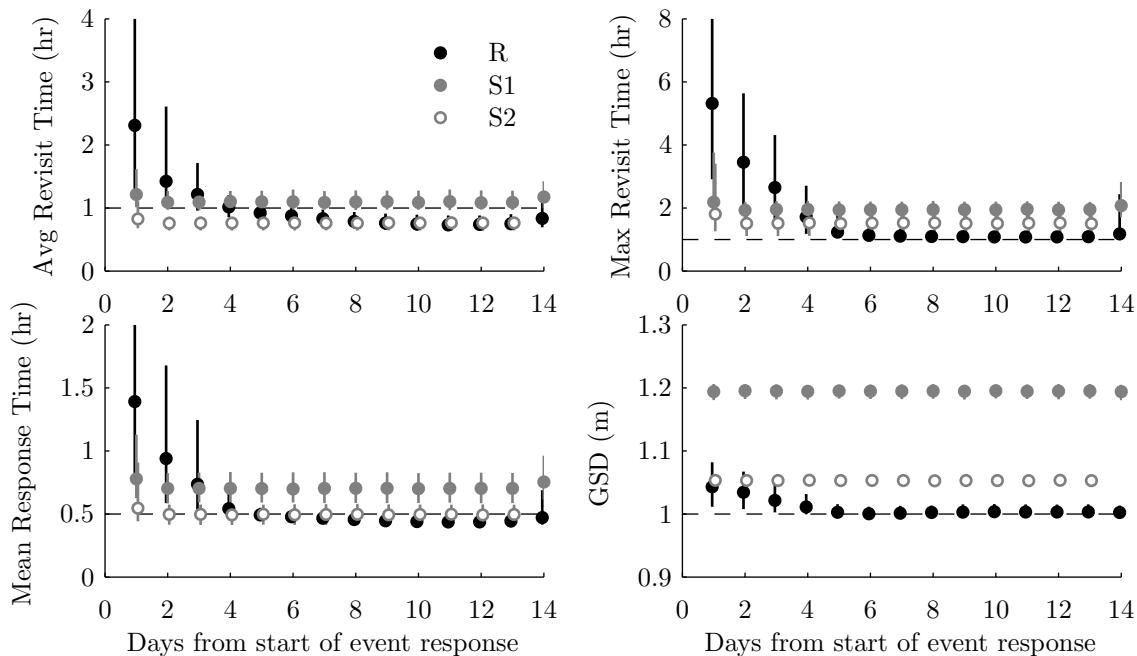 Avg Revisit Time (hr)
4
3
2
1
0
0 2 4 6 8 10 12 14
R
S1
S2
Max Revisit Time (hr)
8
6
4
2
0
0 2 4 6 8 10 12 14
Mean Response Time (hr)
2
1.5
1
0.5
0
0 2 4 6 8 10 12 14
Days from start of event response
GSD (m)
1.3
1.2
1.1
1
0.9
0 2 4 6 8 10 12 14
Days from start of event response